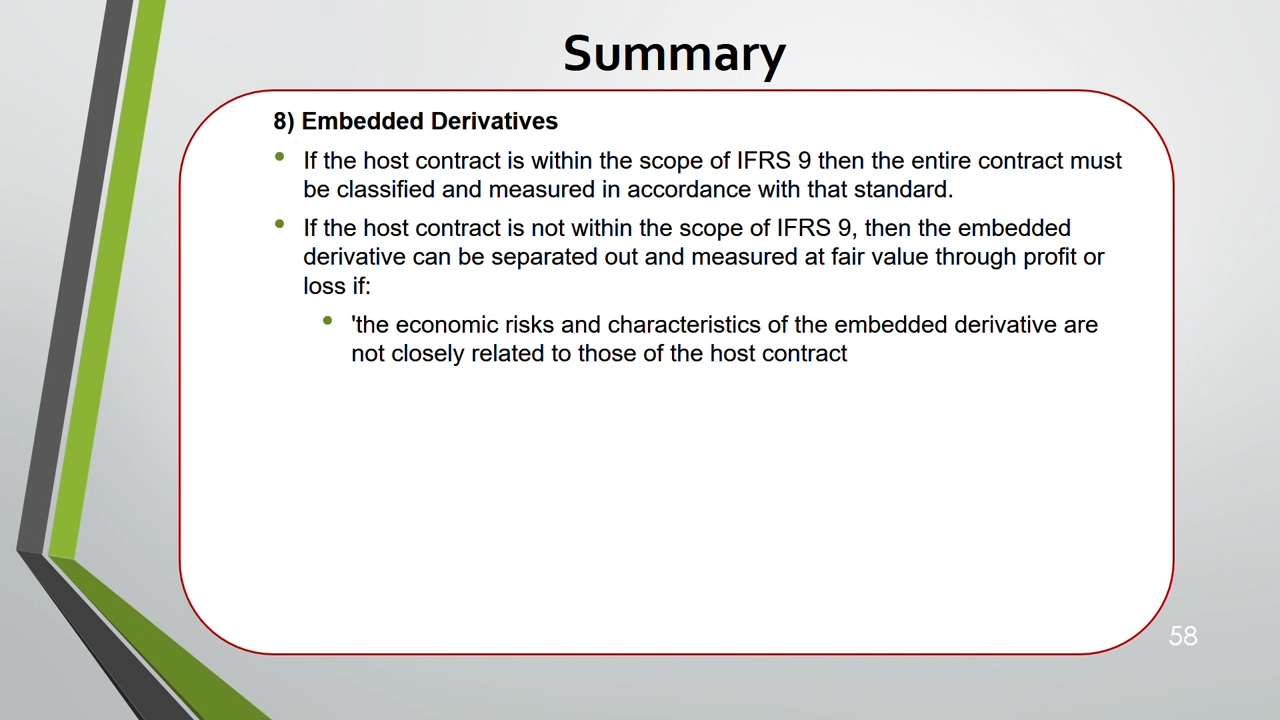 Summary
8) Embedded Derivatives
If the host contract is within the scope of IFRS 9 then the entire contract must
be classified and measured in accordance with that standard.
If the host contract is not within the scope of IFRS 9, then the embedded
derivative can be separated out and measured at fair value through profit or
loss if:
'the economic risks and characteristics of the embedded derivative are
not closely related to those of the host contract
58